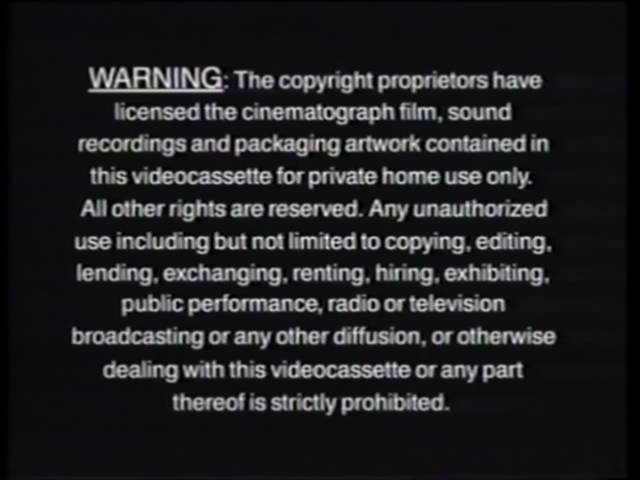 WARNING: The copyright proprietors have
licensed the cinematograph film, sound
recordings and packaging artwork contained in
this videocassette for private home use only.
All other rights are reserved. Any unauthorized
use including but not limited to copying, editing,
lending, exchanging, renting, hiring, exhibiting,
public performance, radio or television
broadcasting or any other diffusion, or otherwise
dealing with this videocassette or any part
thereof is strictly prohibited.